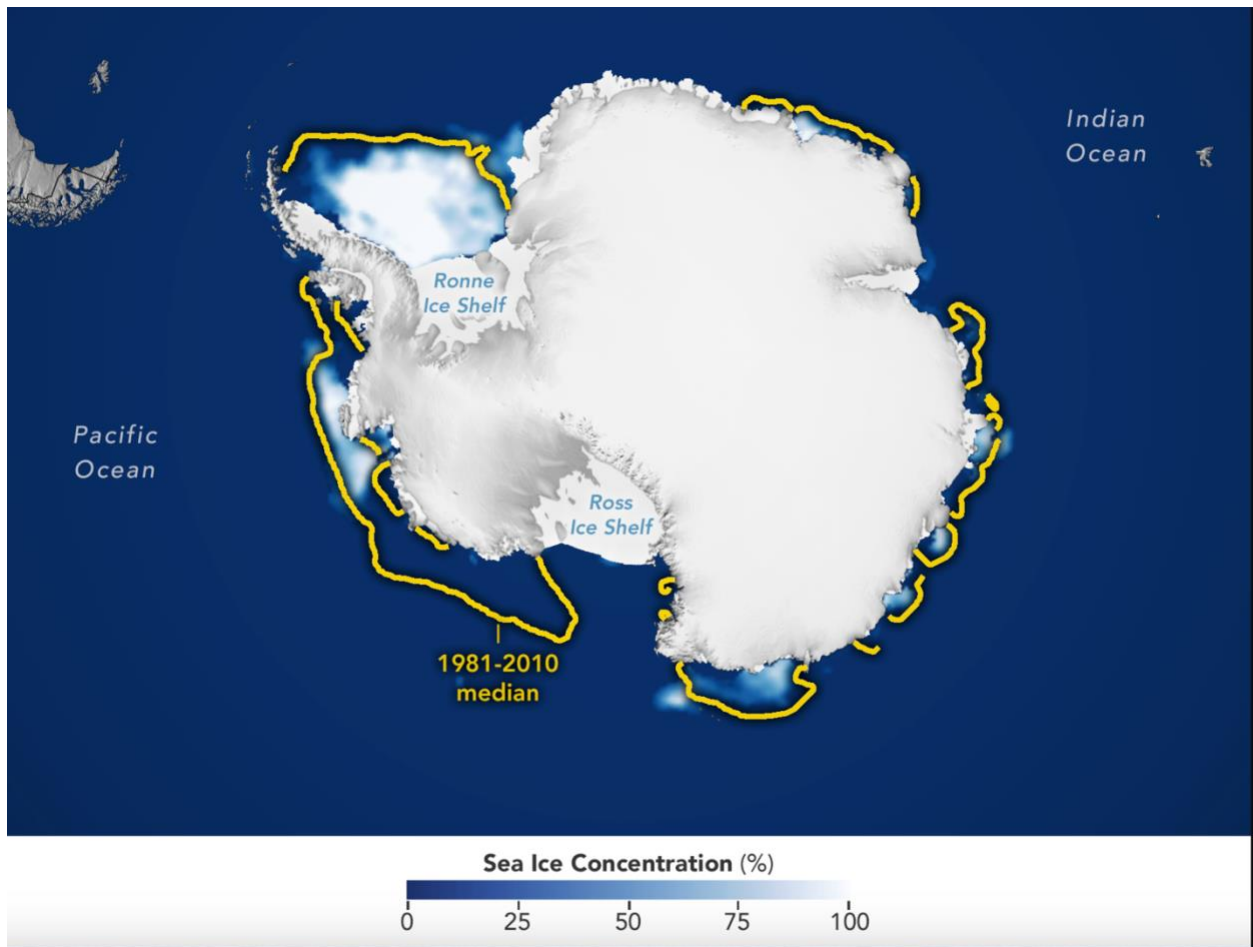 Indian
Ocean
Ronne
Ice Shelf
Pacific
Ocean
Ross
Ice Shelf
1981-2010
median
Sea Ice Concentration (%)
0 25 50 75 100